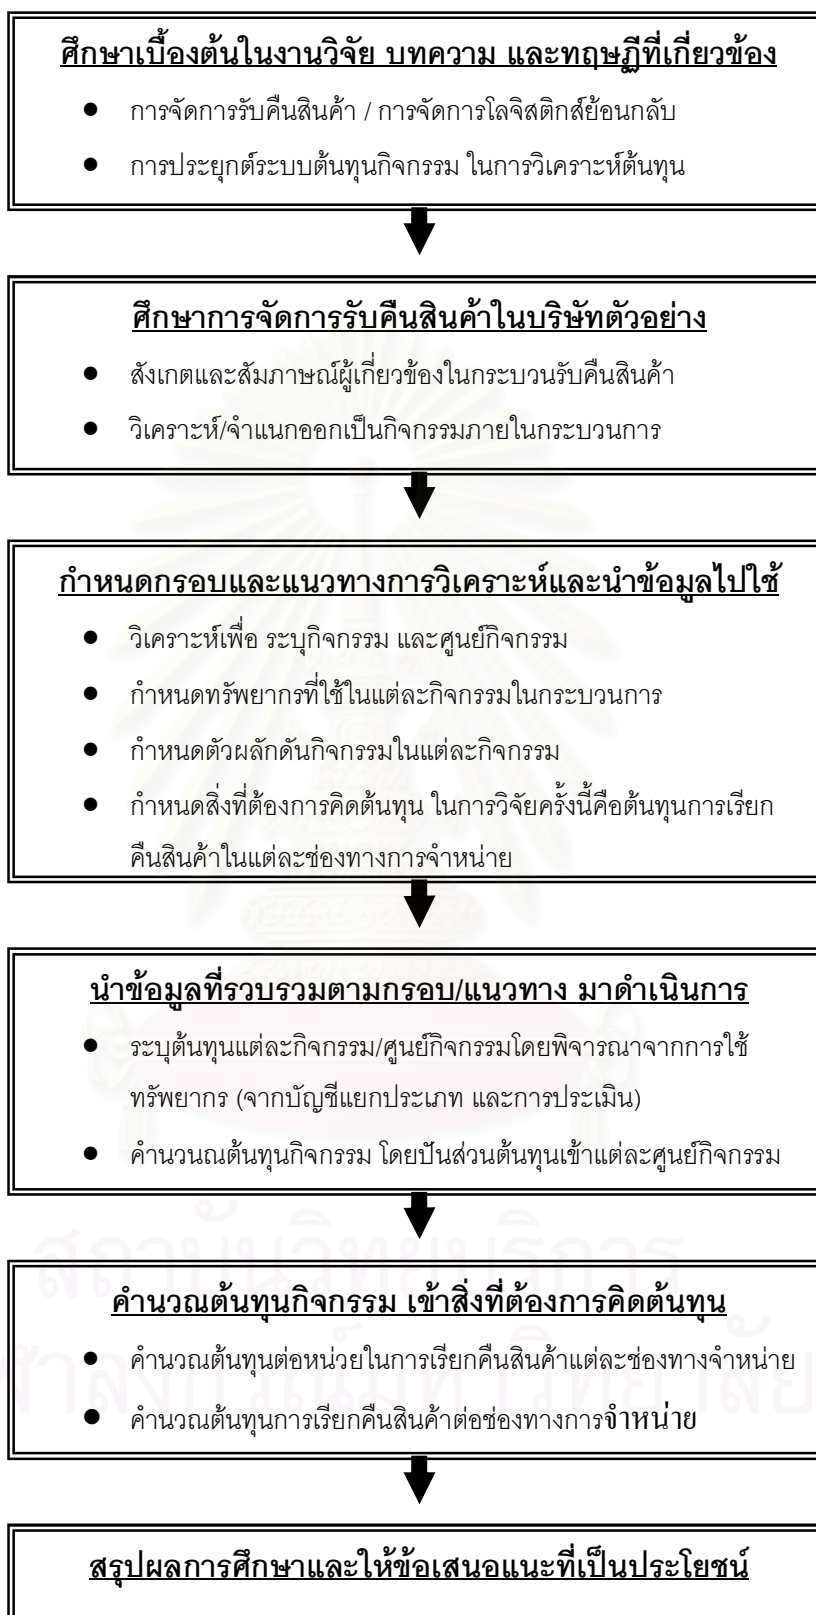 ศึกษาเบื้องต้นในงานวิจัย บทความ และทฤษฏีที่เกี่ยวข้อง
● การจัดการรับคืนสินค้า / การจัดการโลจิสติกส์ย้อนกลับ
● การประยุกต์ระบบต้นทุนกิจกรรม ในการวิเคราะห์ต้นทุน
ศึกษาการจัดการรับคืนสินค้าในบริษัทตัวอย่าง
● สังเกตและสัมภาษณ์ผู้เกี่ยวข้องในกระบวนรับคืนสินค้า
● วิเคราะห์/จำแนกออกเป็นกิจกรรมภายในกระบวนการ
กำหนดกรอบและแนวทางการวิเคราะห์และนำข้อมูลไปใช้
● วิเคราะห์เพื่อ ระบุกิจกรรม และศูนย์กิจกรรม
● กำหนดทรัพยากรที่ใช้ในแต่ละกิจกรรมในกระบวนการ
● กำหนดตัวผลักดันกิจกรรมในแต่ละกิจกรรม
● กำหนดสิ่งที่ต้องการคิดต้นทุน ในการวิจัยครั้งนี้คือต้นทุนการเรียก
คืนสินค้าในแต่ละช่องทางการจำหน่าย
นำข้อมูลที่รวบรวมตามกรอบ/แนวทาง มาดำเนินการ
● ระบุต้นทุนแต่ละกิจกรรม/ศูนย์กิจกรรมโดยพิจารณาจากการใช้
ทรัพยากร (จากบัญชีแยกประเภท และการประเมิน)
● คำนวนณต้นทุนกิจกรรม โดยปันส่วนต้นทุนเข้าแต่ละศูนย์กิจกรรม
สถาบันวิทยบริการ
คำนวณต้นทุนกิจกรรม เข้าสิ่งที่ต้องการคิดต้นทุน
● คำนวณต้นทุนต่อหน่วยในการเรียกคืนสินค้าแต่ละช่องทางจำหน่าย
ฬาลงกรณ์มหาวิทยาลัย
● คำนวณต้นทุนการเรียกคืนสินค้าต่อช่องทางการจำหน่าย
สรุปผลการศึกษาและให้ข้อเสนอแนะที่เป็นประโยชน์